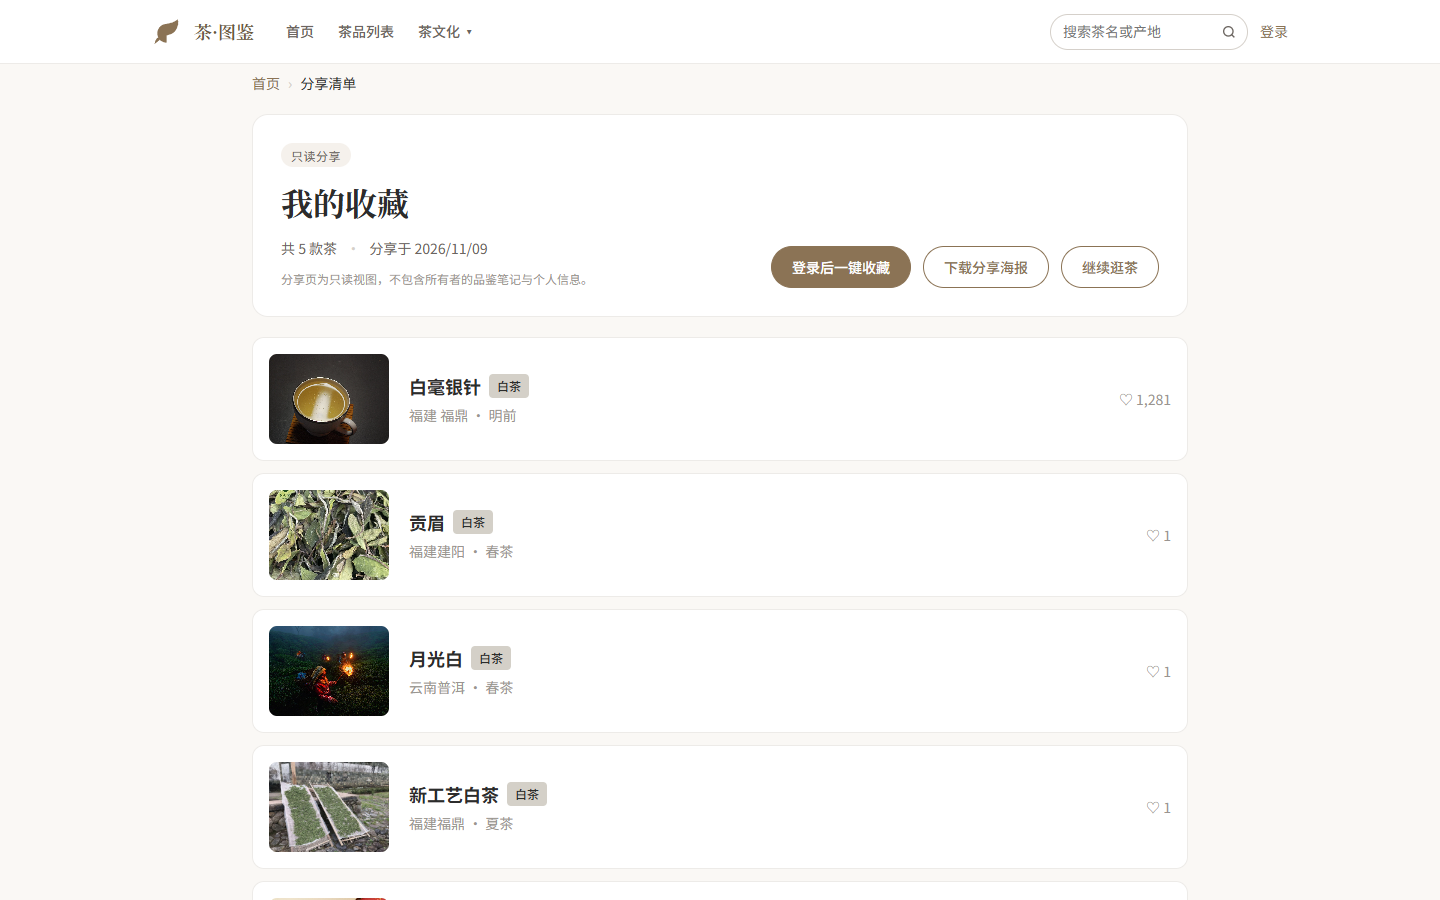 茶·图鉴
首页
茶品列表
茶文化 ▾
搜索茶名或产地
登录
首页 › 分享清单
只读分享
我的收藏
共 5 款茶 • 分享于 2026/11/09
分享页为只读视图，不包含所有者的品鉴笔记与个人信息。
登录后一键收藏
下载分享海报
继续逛茶
白毫银针 白茶
福建 福鼎 • 明前
♡ 1,281
贡眉 白茶
福建建阳 • 春茶
♡ 1
月光白 白茶
云南普洱 • 春茶
♡ 1
新工艺白茶 白茶
福建福鼎 • 夏茶
♡ 1